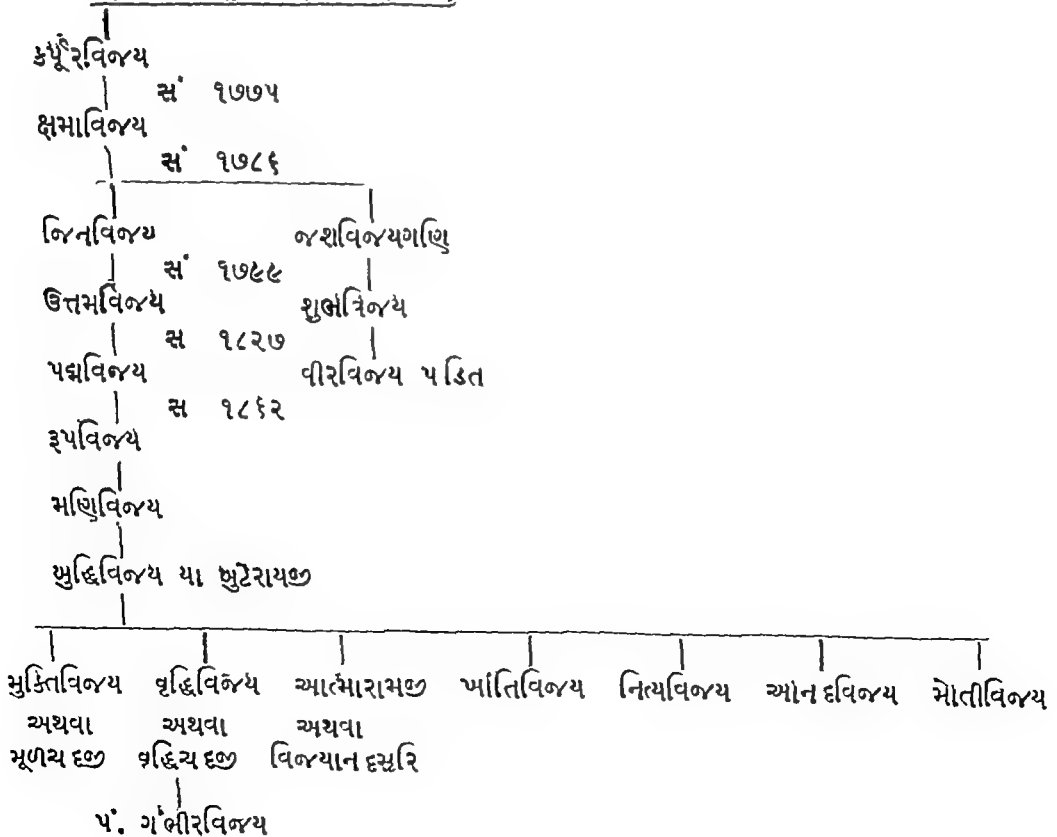 કર્પૂરવિજય
સં ૧૭૭૫
ક્ષમાવિજય
સં ૧૭૮૬
જિનવિજય જશવિજયગણિ
સં ૧૭૯૯
ઉત્તમવિજય શુભવિજય
સ ૧૮૨૭
પદ્મવિજય વીરવિજય પ ડિત
સ ૧૮૬૨
રૂપવિજય
મણિવિજય
બુદ્ધિવિજય યા બુટેરાયજી
મુક્તિવિજય વૃદ્ધિવિજય આત્મારામજી ખાંતિવિજય નિત્યવિજય આન દવિજય મોતીવિજય
અથવા અથવા અથવા
મૂળચ દજી વૃદ્ધિચ દજી વિજયાન દસૂરિ
પં. ગંભીરવિજય